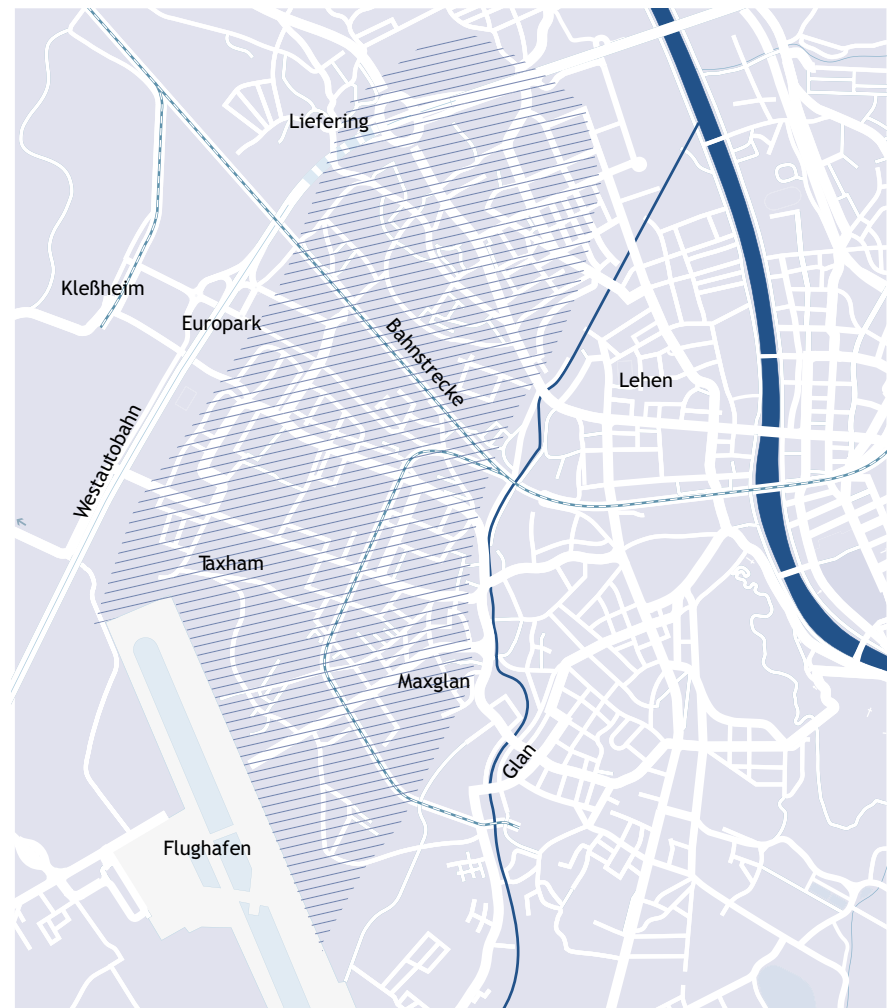 Liefering
Kleßheim
Europark
Bahnstrecke
Lehen
Westautobahn
Taxham
Maxglan
Glan
Flughafen